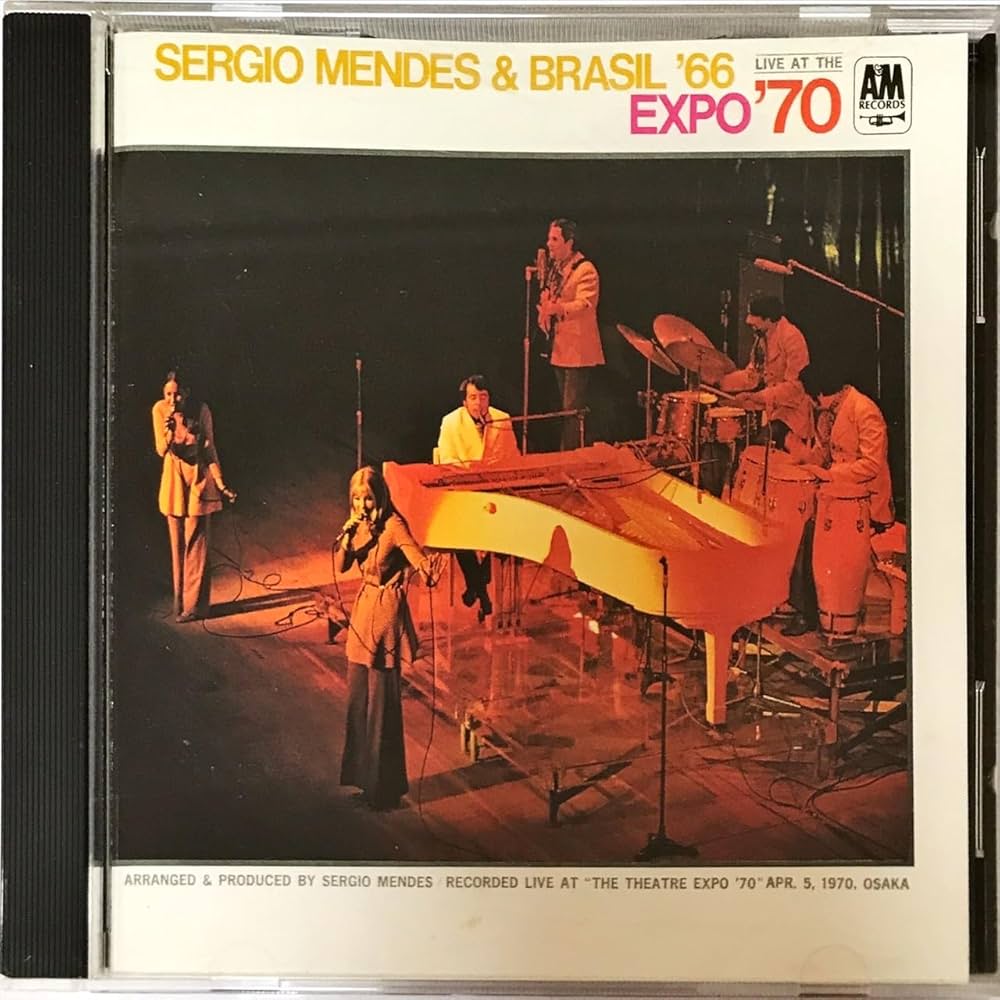 SERGIO MENDES & BRASIL '66
LIVE AT THE
EXPO '70
A&M
RECORDS
ARRANGED & PRODUCED BY SERGIO MENDES / RECORDED LIVE AT "THE THEATRE EXPO '70" APR. 5, 1970, OSAKA